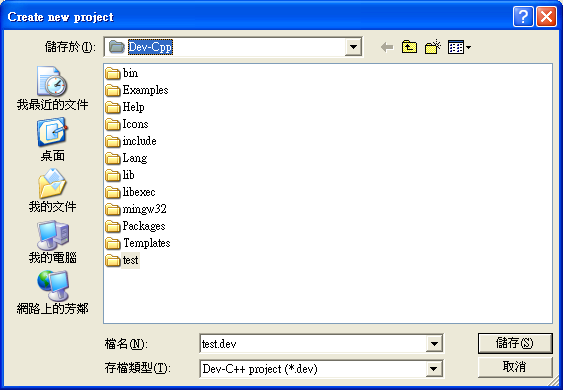 Create new project
儲存於(I):
Dev-Cpp
我最近的文件
桌面
我的文件
我的電腦
網路上的芳鄰
bin
Examples
Help
Icons
include
Lang
lib
libexec
mingw32
Packages
Templates
test
檔名(N):
test.dev
儲存(S)
存檔類型(T):
Dev-C++ project (*.dev)
取消